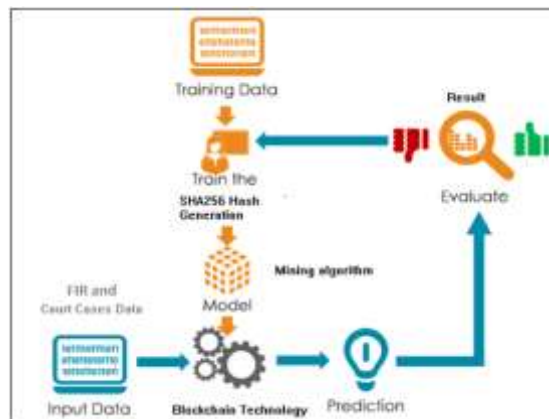 Training Data
Result
Train the
Evaluate
SHA256 Hash
Generation
Mining algorithm
FIR and
Court Cases Data
Model
Input Data
Blockchain Technology
Prediction